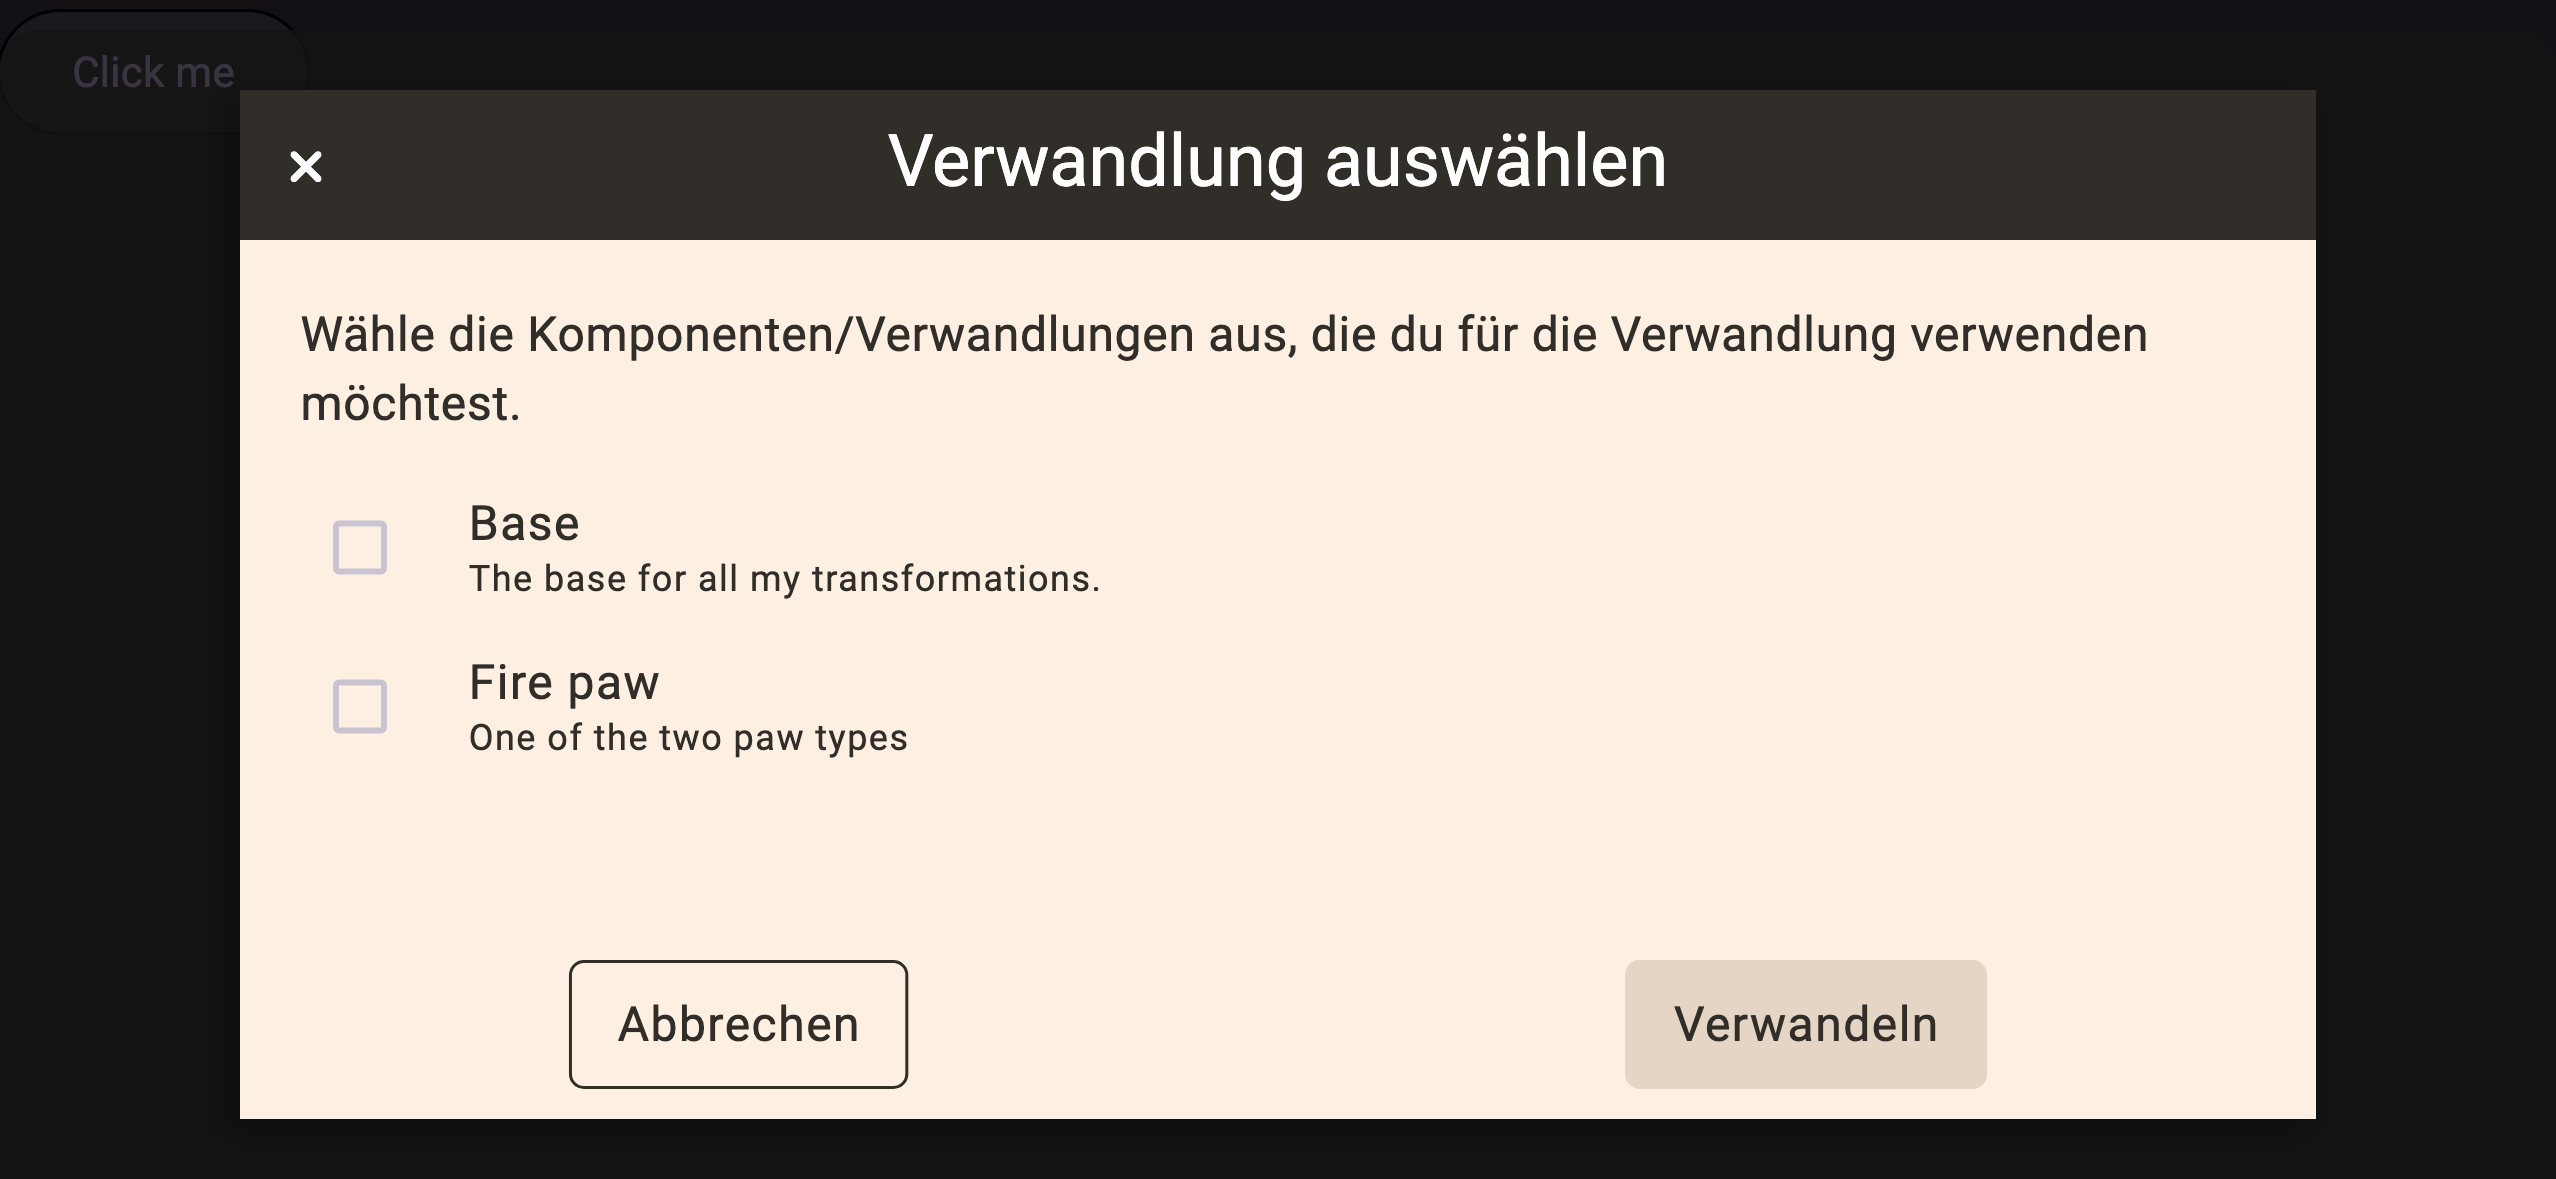 Click me
Verwandlung auswählen
Wähle die Komponenten/Verwandlungen aus, die du für die Verwandlung verwenden
möchtest.
Base
The base for all my transformations.
Fire paw
One of the two paw types
Abbrechen
Verwandeln